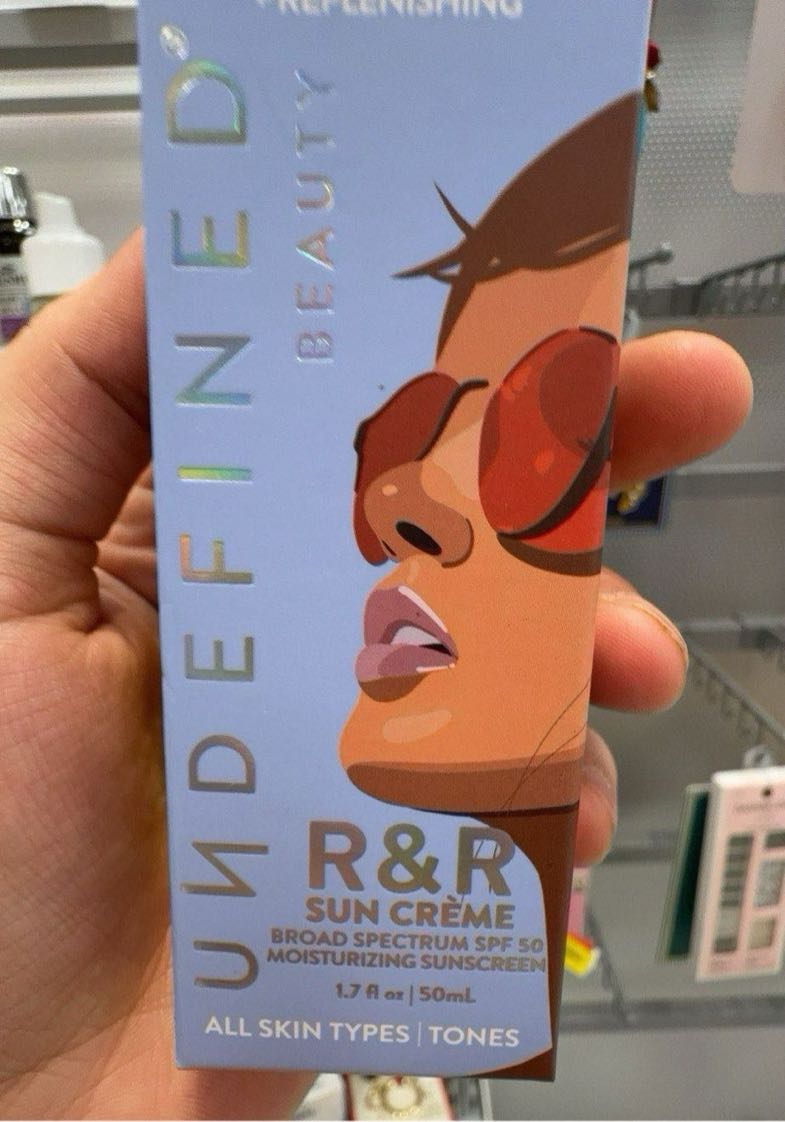 +REPLENISHING
UNDEFINED®
BEAUTY
R&R
SUN CRÈME
BROAD SPECTRUM SPF 50
MOISTURIZING SUNSCREEN
1.7 fl oz | 50mL
ALL SKIN TYPES | TONES